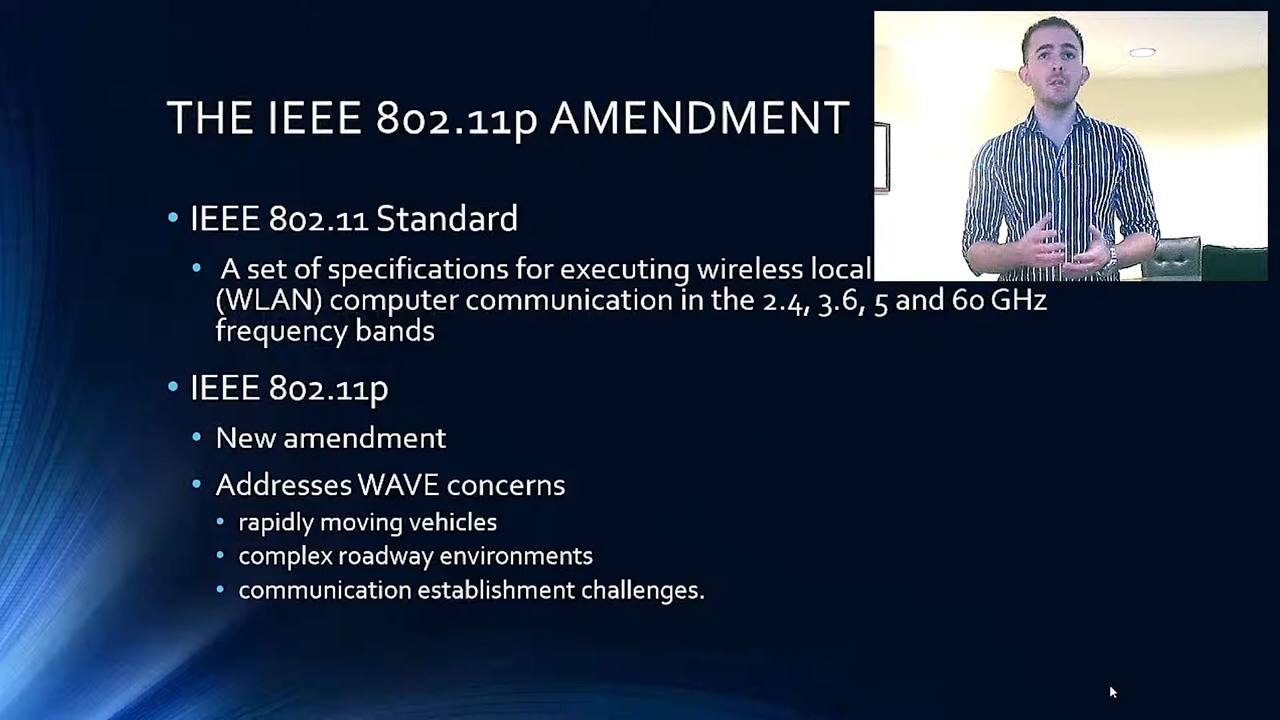 THE IEEE 802.11p AMENDMENT
• IEEE 802.11 Standard
• A set of specifications for executing wireless local
(WLAN) computer communication in the 2.4, 3.6, 5 and 60 GHz
frequency bands
• IEEE 802.11p
• New amendment
• Addresses WAVE concerns
• rapidly moving vehicles
• complex roadway environments
• communication establishment challenges.